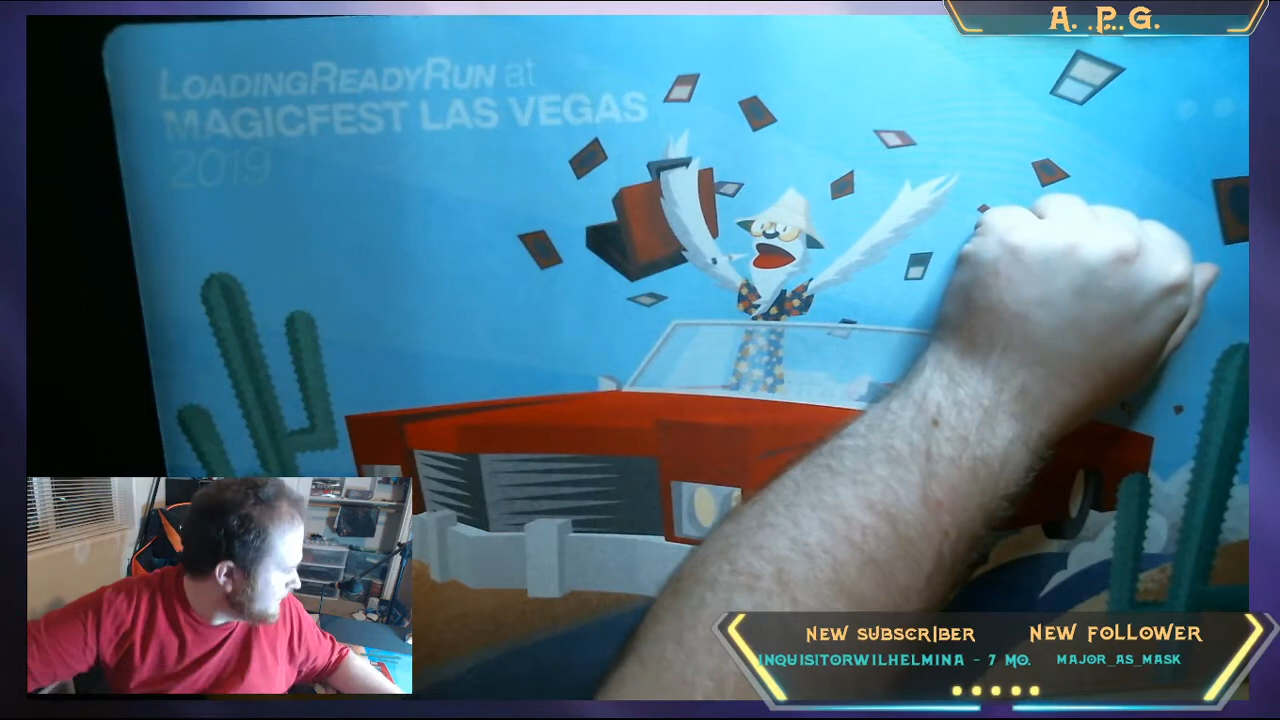 A. .P. G.
LOADINGREADYRUN at
MAGICFEST LAS VEGAS
2019
NEW SUBSCRIBER
NEW FOLLOWER
INQUISITORWILHELMINA - 7 MO.
MAJOR_AS_MASK